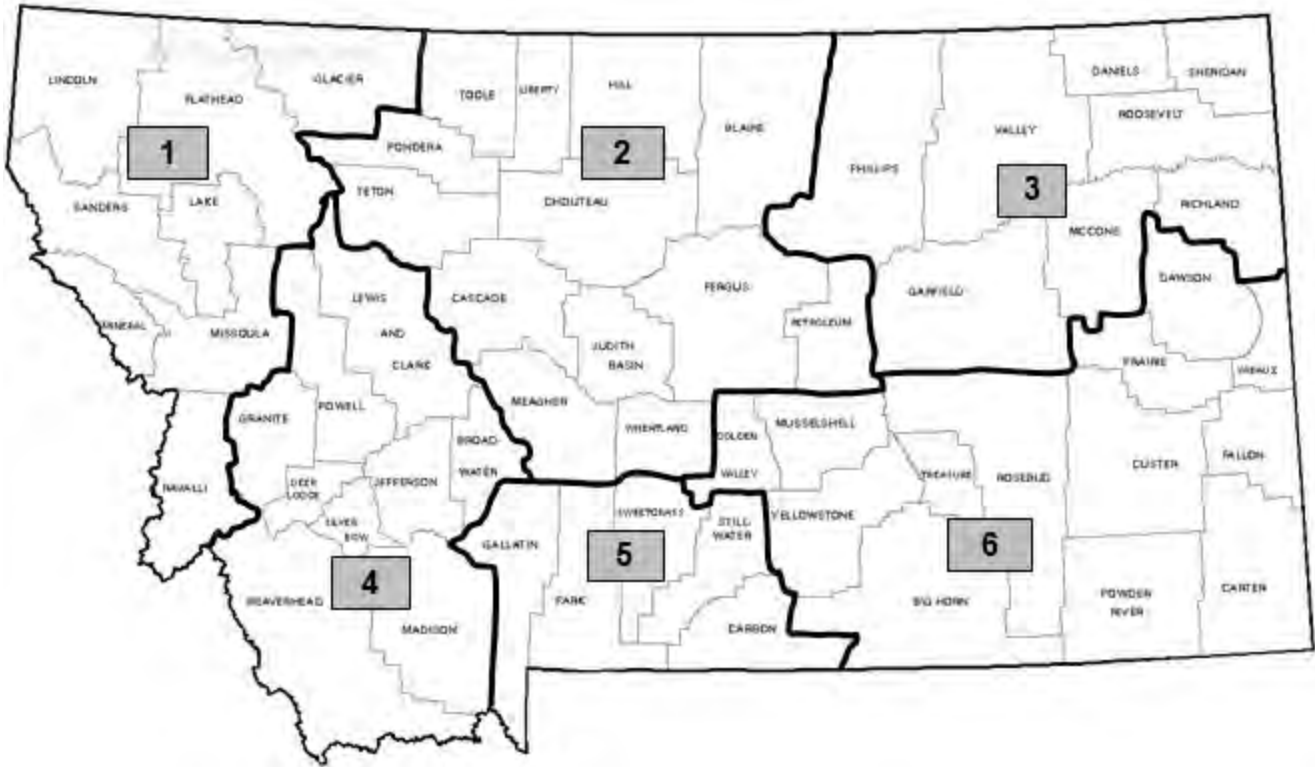 LINCOLN
FLATHEAD
GLACIER
1
SANDERS
LAKE
MINERAL
MISSOULA
RAVALLI
TOOLE
LIBERTY
HILL
BLAINE
PONDERA
2
TETON
CHOUTEAU
CASCADE
FERGUS
JUDITH
BASIN
PETROLEUM
MEAGHER
WHEATLAND
PHILLIPS
VALLEY
DANIELS
SHERIDAN
ROOSEVELT
3
RICHLAND
MCCONE
GARFIELD
LEWIS
AND
CLARK
GRANITE
POWELL
BROAD-
WATER
DEER
LODGE
JEFFERSON
SILVER
BOW
4
BEAVERHEAD
MADISON
GALLATIN
SWEETGRASS
STILL
WATER
5
PARK
CARBON
GOLDEN
VALLEY
MUSSELSHELL
DAWSON
PRAIRIE
WIBAUX
YELLOWSTONE
TREASURE
ROSEBUD
CUSTER
FALLON
6
BIG HORN
POWDER
RIVER
CARTER